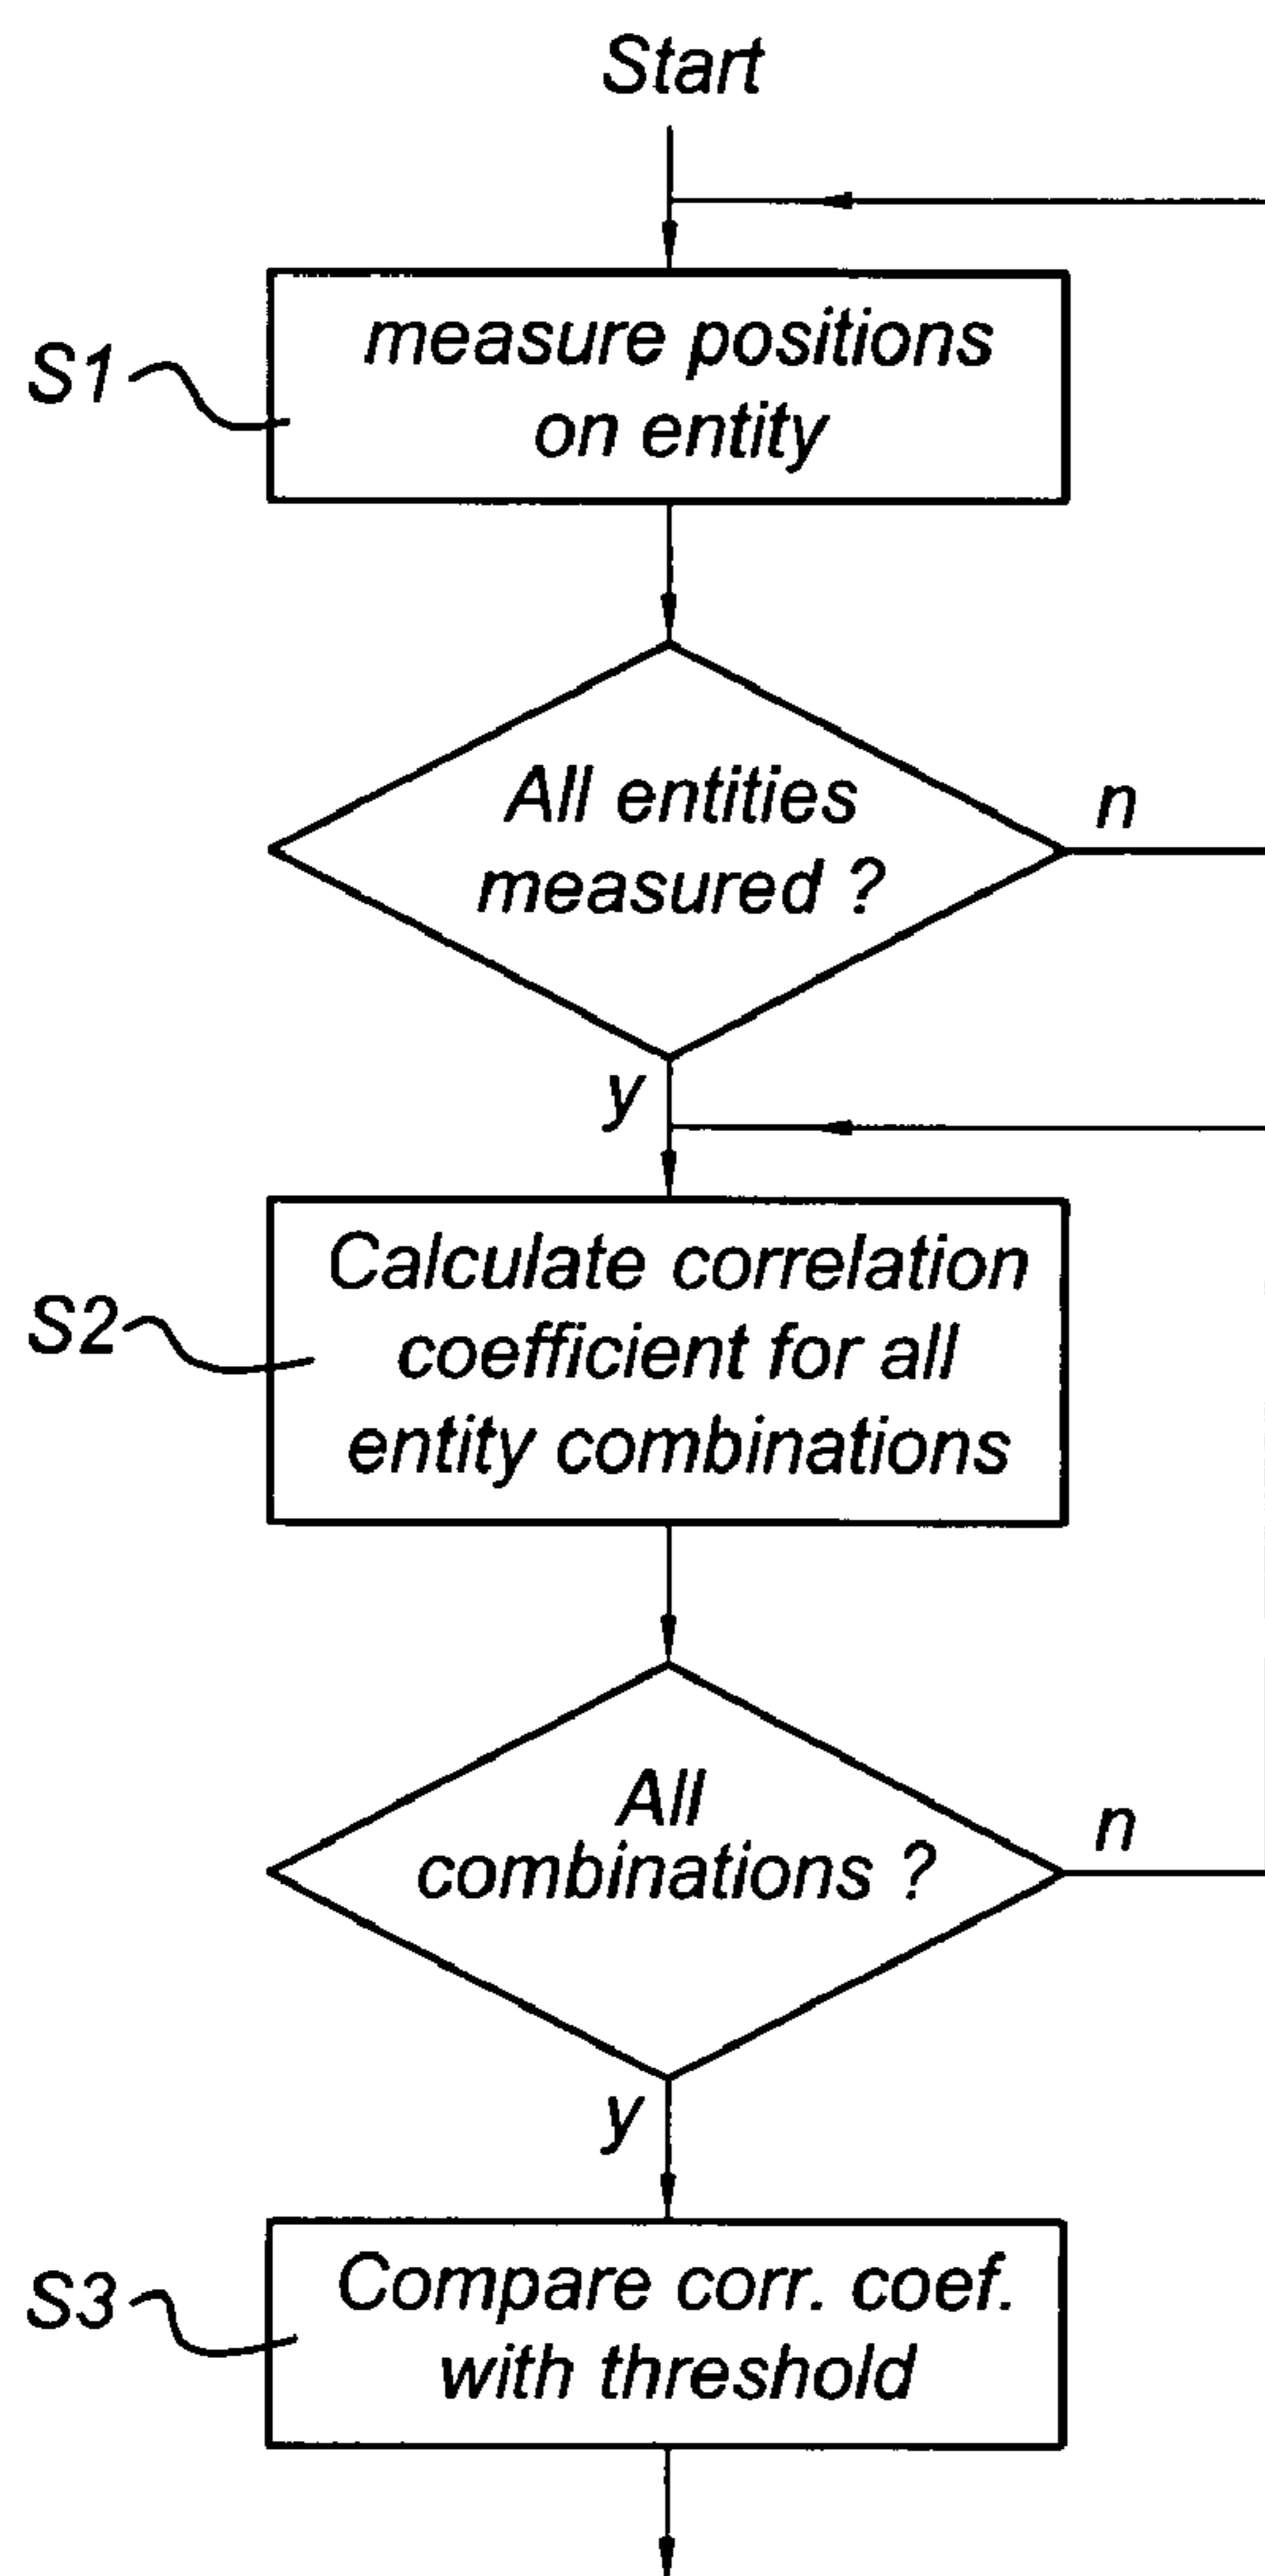 Start
S1
measure positions
on entity
All entities
measured ?
n
y
S2
Calculate correlation
coefficient for all
entity combinations
All
combinations ?
n
y
S3
Compare corr. coef.
with threshold